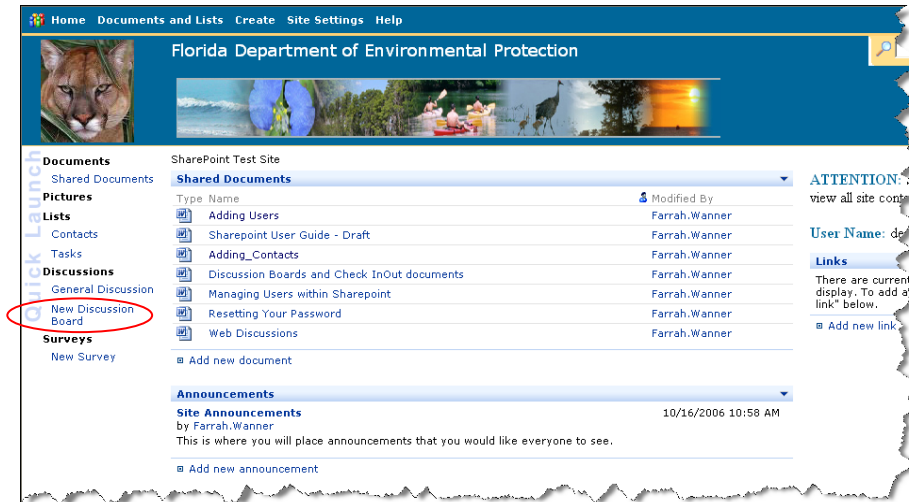 Home Documents and Lists Create Site Settings Help
Florida Department of Environmental Protection
Quick Launch
Documents
Shared Documents
Pictures
Lists
Contacts
Tasks
Discussions
General Discussion
New Discussion
Board
Surveys
New Survey
SharePoint Test Site
Shared Documents
Type Name Modified By
Adding Users Farrah.Wanner
Sharepoint User Guide - Draft Farrah.Wanner
Adding_Contacts Farrah.Wanner
Discussion Boards and Check InOut documents Farrah.Wanner
Managing Users within Sharepoint Farrah.Wanner
Resetting Your Password Farrah.Wanner
Web Discussions Farrah.Wanner
Add new document
Announcements
Site Announcements 10/16/2006 10:58 AM
by Farrah.Wanner
This is where you will place announcements that you would like everyone to see.
Add new announcement
ATTENTION:
view all site
User Name:
Links
There are
display. To add
link" below.
Add new link